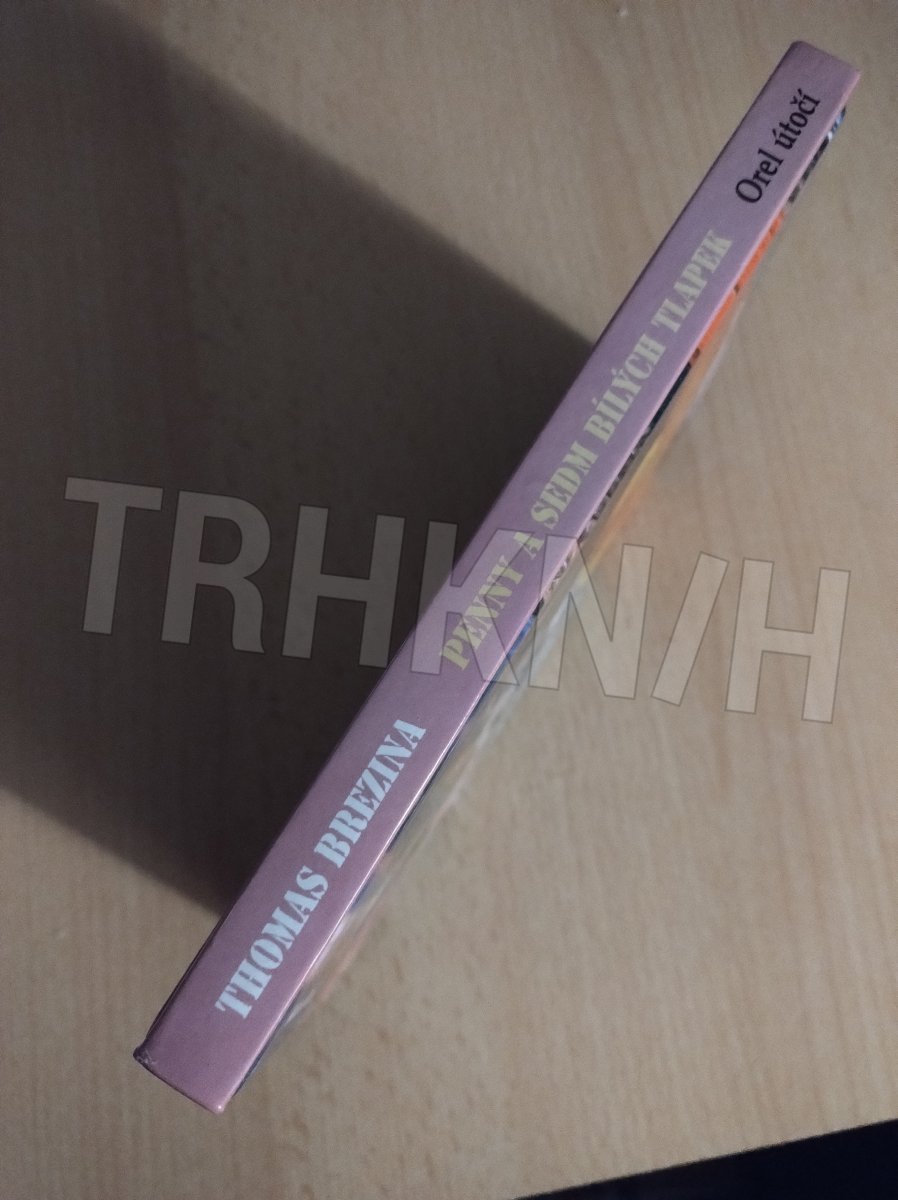 THOMAS BREZINA
PENNY A SEDM BÍLÝCH TLAPEK
Orel útočí
TRHKNIH